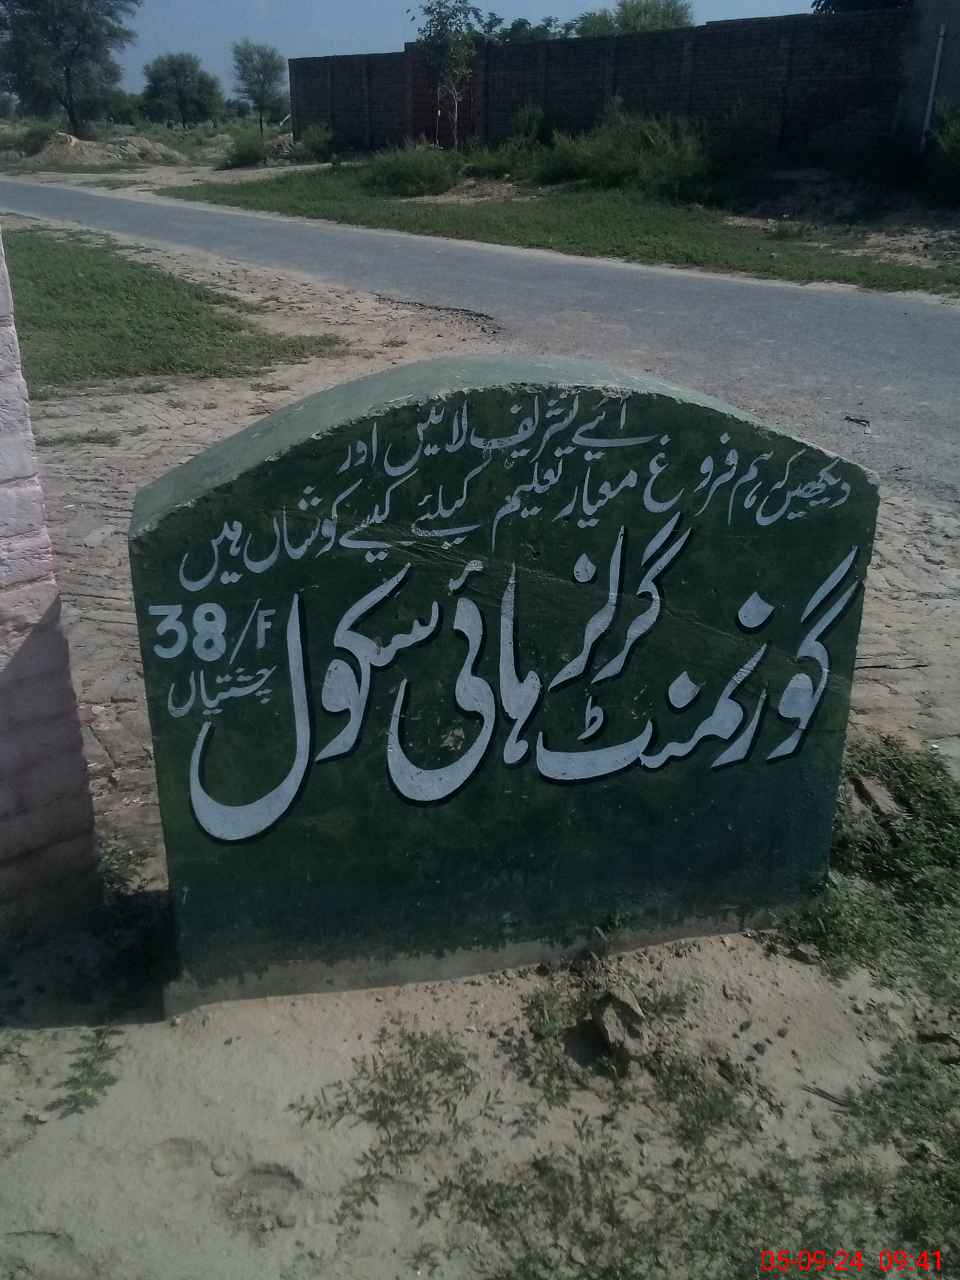 آئیے تشریف لائیں اور
دیکھیں کہ ہم فروغ معیار تعلیم کیلئے کیسے کوشاں ہیں
گورنمنٹ گرلز ہائی سکول
38/F
چشتیاں
05-09-24 09:41